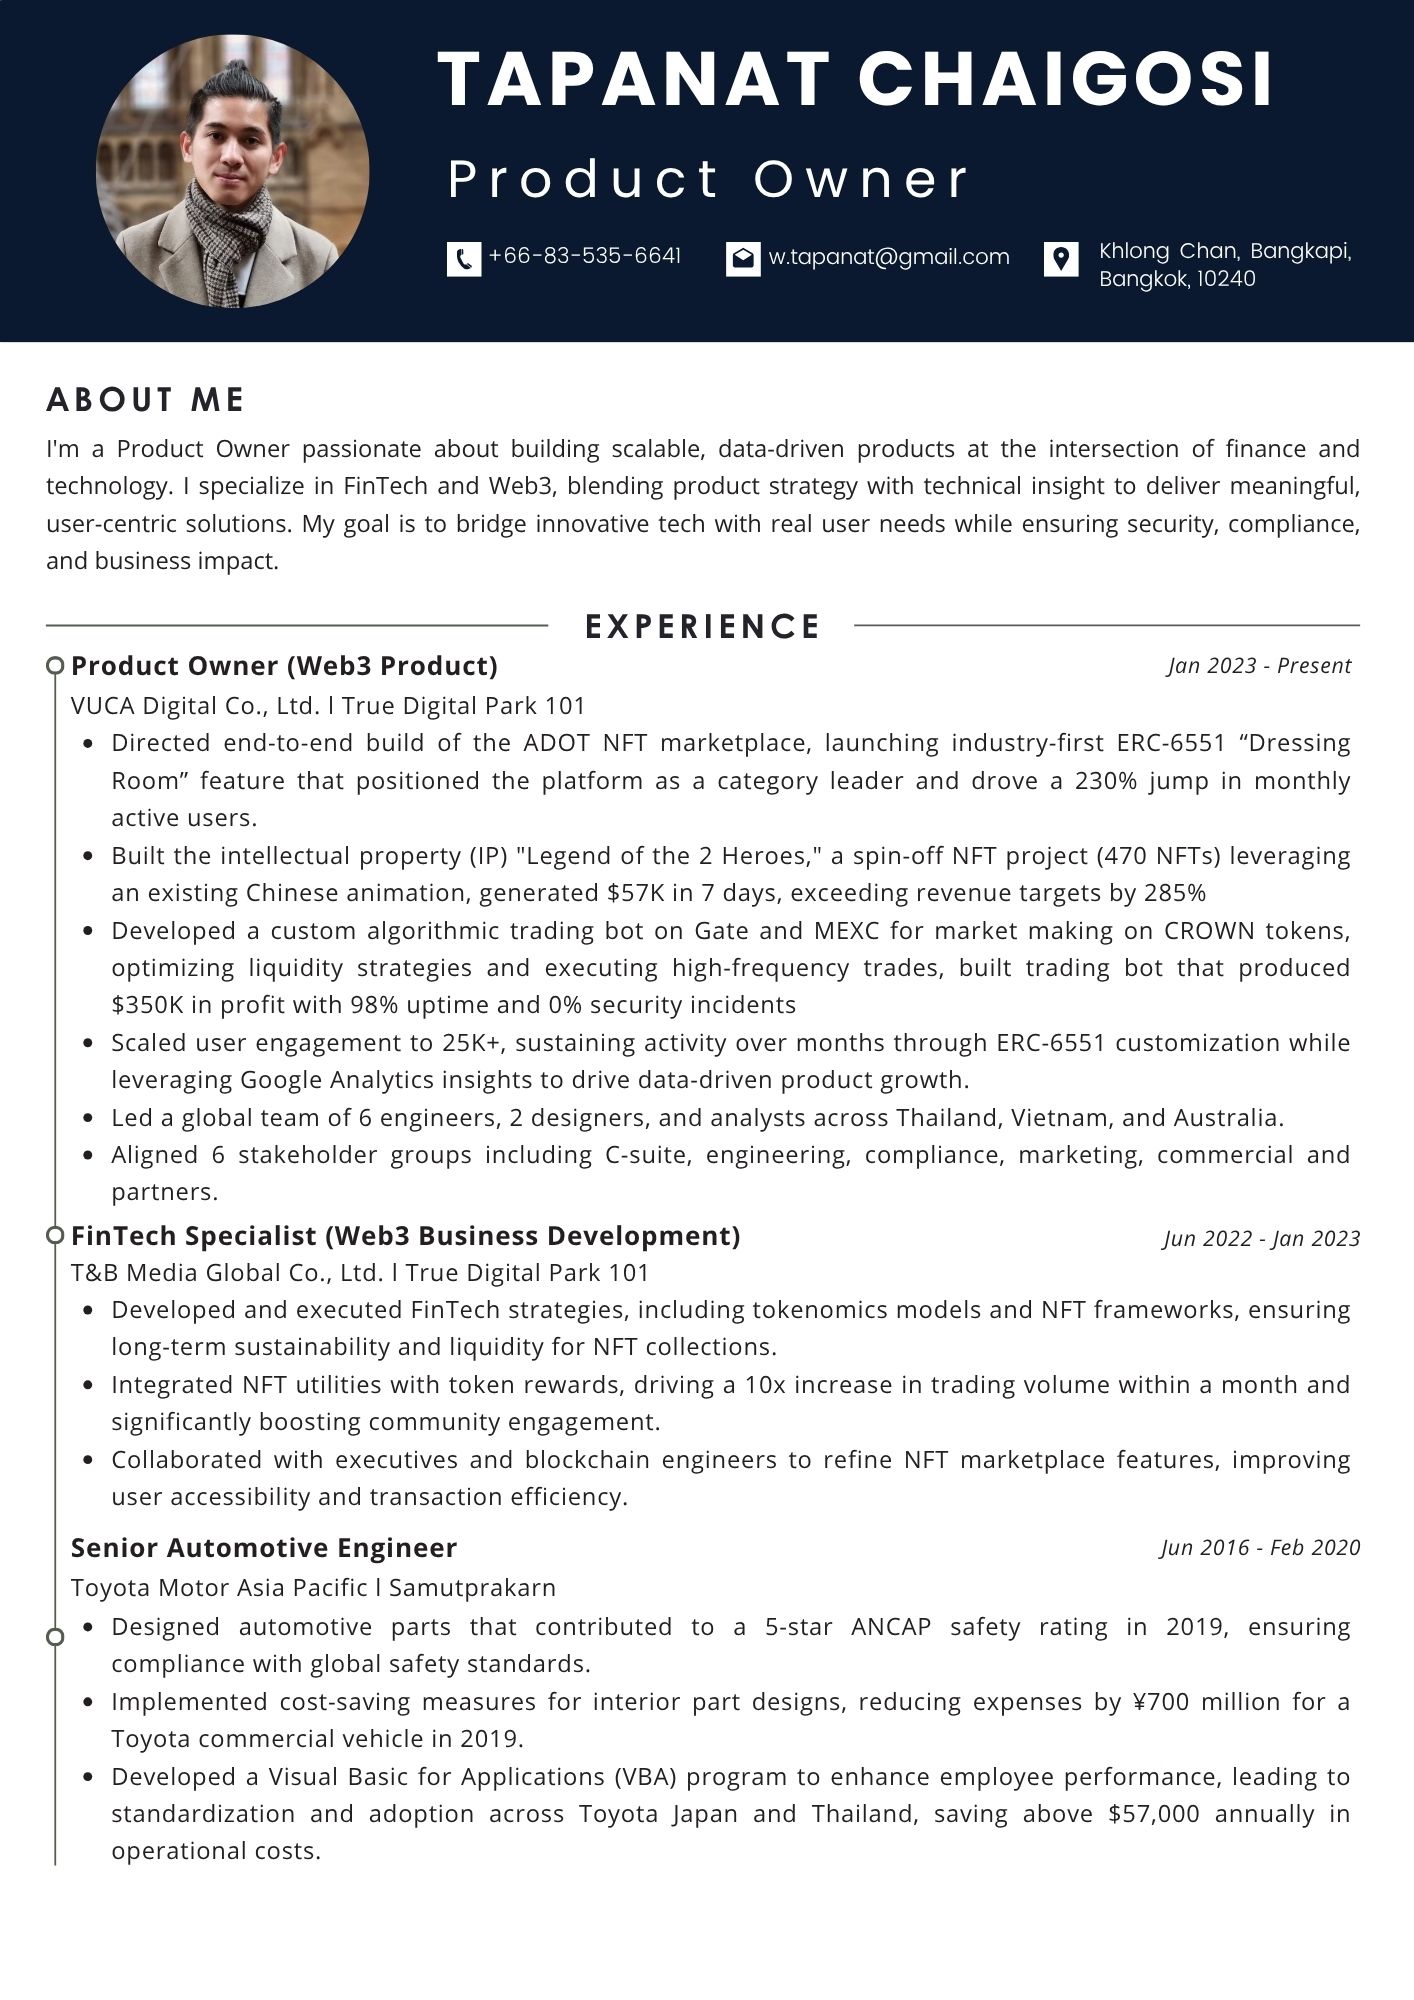 TAPANAT CHAIGOSI
Product Owner
+66-83-535-6641
w.tapanat@gmail.com
Khlong Chan, Bangkapi,
Bangkok, 10240
ABOUT ME
I'm a Product Owner passionate about building scalable, data-driven products at the intersection of finance and
technology. I specialize in FinTech and Web3, blending product strategy with technical insight to deliver meaningful,
user-centric solutions. My goal is to bridge innovative tech with real user needs while ensuring security, compliance,
and business impact.
EXPERIENCE
Product Owner (Web3 Product) Jan 2023 - Present
VUCA Digital Co., Ltd. l True Digital Park 101
• Directed end-to-end build of the ADOT NFT marketplace, launching industry-first ERC-6551 “Dressing
Room” feature that positioned the platform as a category leader and drove a 230% jump in monthly
active users.
• Built the intellectual property (IP) "Legend of the 2 Heroes," a spin-off NFT project (470 NFTs) leveraging
an existing Chinese animation, generated $57K in 7 days, exceeding revenue targets by 285%
• Developed a custom algorithmic trading bot on Gate and MEXC for market making on CROWN tokens,
optimizing liquidity strategies and executing high-frequency trades, built trading bot that produced
$350K in profit with 98% uptime and 0% security incidents
• Scaled user engagement to 25K+, sustaining activity over months through ERC-6551 customization while
leveraging Google Analytics insights to drive data-driven product growth.
• Led a global team of 6 engineers, 2 designers, and analysts across Thailand, Vietnam, and Australia.
• Aligned 6 stakeholder groups including C-suite, engineering, compliance, marketing, commercial and
partners.
FinTech Specialist (Web3 Business Development) Jun 2022 - Jan 2023
T&B Media Global Co., Ltd. l True Digital Park 101
• Developed and executed FinTech strategies, including tokenomics models and NFT frameworks, ensuring
long-term sustainability and liquidity for NFT collections.
• Integrated NFT utilities with token rewards, driving a 10x increase in trading volume within a month and
significantly boosting community engagement.
• Collaborated with executives and blockchain engineers to refine NFT marketplace features, improving
user accessibility and transaction efficiency.
Senior Automotive Engineer Jun 2016 - Feb 2020
Toyota Motor Asia Pacific l Samutprakarn
• Designed automotive parts that contributed to a 5-star ANCAP safety rating in 2019, ensuring
compliance with global safety standards.
• Implemented cost-saving measures for interior part designs, reducing expenses by ¥700 million for a
Toyota commercial vehicle in 2019.
• Developed a Visual Basic for Applications (VBA) program to enhance employee performance, leading to
standardization and adoption across Toyota Japan and Thailand, saving above $57,000 annually in
operational costs.